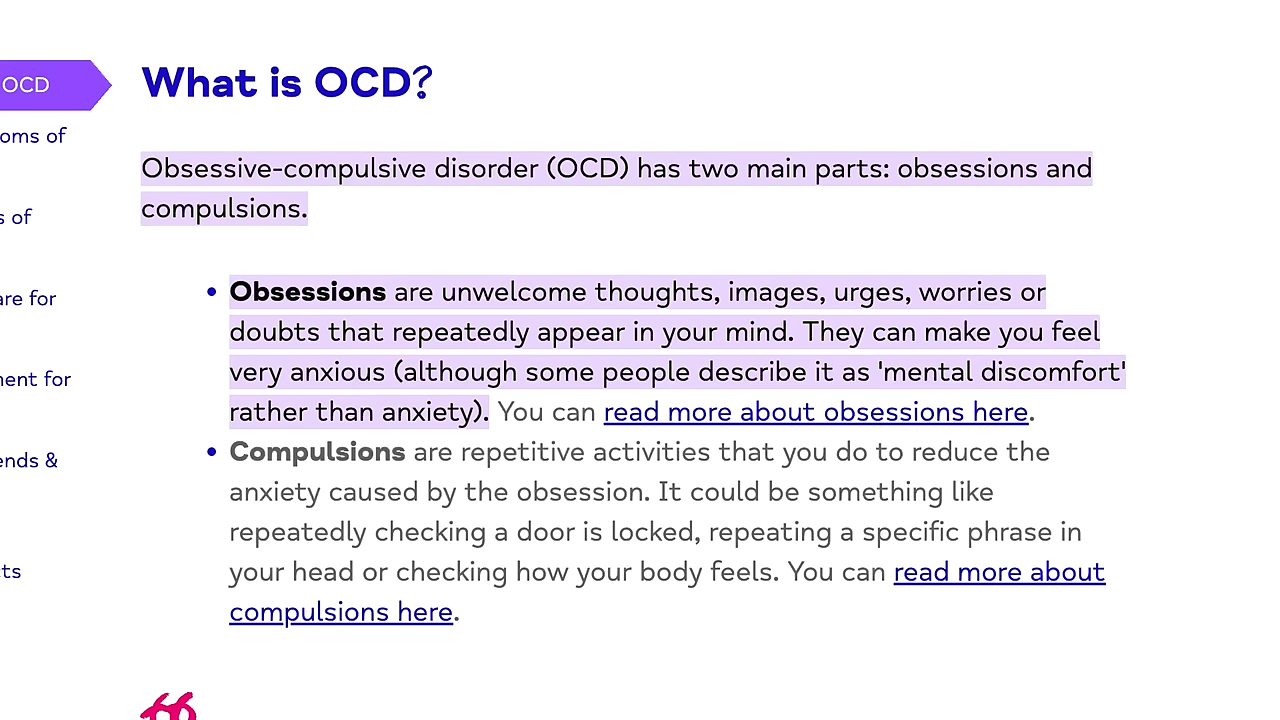 OCD
What is OCD?
oms of
Obsessive-compulsive disorder (OCD) has two main parts: obsessions and
compulsions.
s of
Obsessions are unwelcome thoughts, images, urges, worries or
are for
doubts that repeatedly appear in your mind. They can make you feel
very anxious (although some people describe it as 'mental discomfort'
ent for
rather than anxiety). You can read more about obsessions here.
Compulsions are repetitive activities that you do to reduce the
ends &
anxiety caused by the obsession. It could be something like
repeatedly checking a door is locked, repeating a specific phrase in
your head or checking how your body feels. You can read more about
ts
compulsions here.